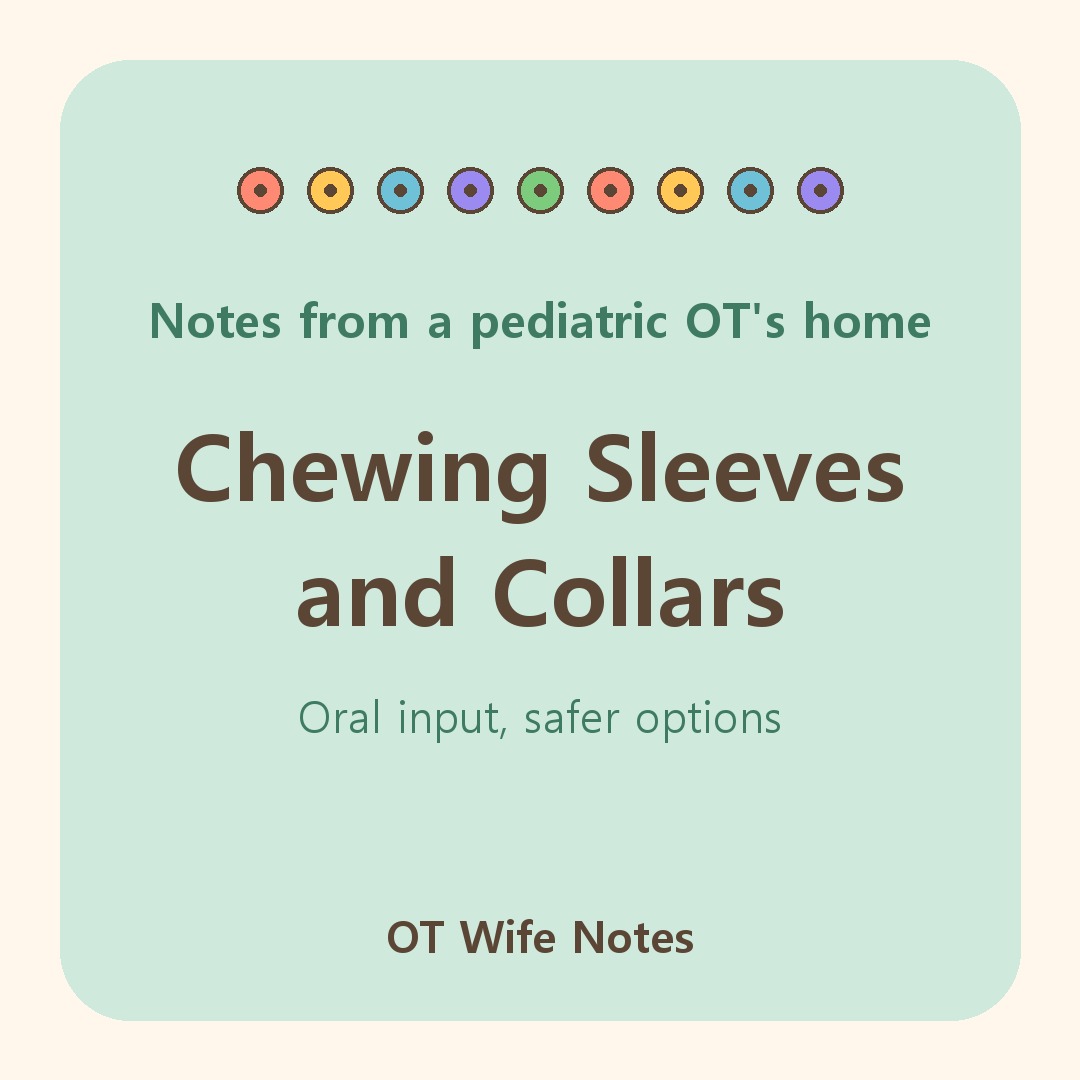 Notes from a pediatric OT's home
Chewing Sleeves
and Collars
Oral input, safer options
OT Wife Notes